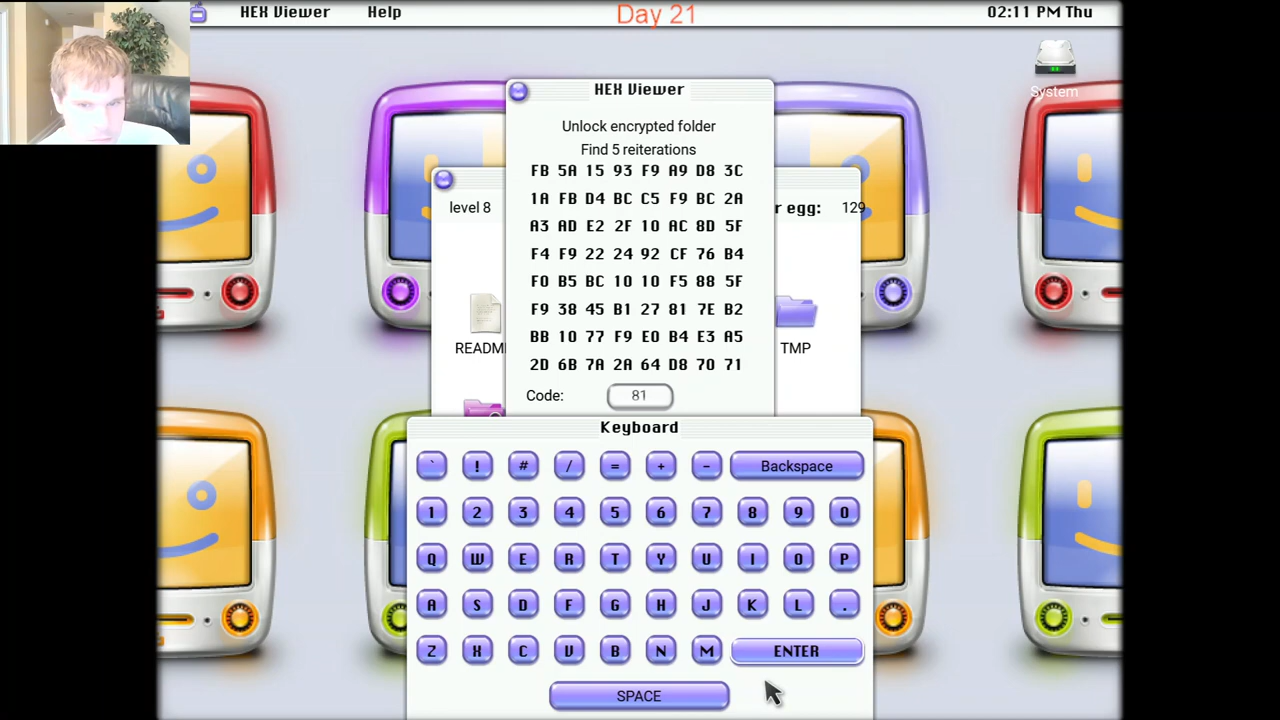 HEX Viewer Help Day 21 02:11 PM Thu
System
HEX Viewer
Unlock encrypted folder
Find 5 reiterations
level 8 r egg: 129
FB 5A 15 93 F9 A9 D8 3C
1A FB D4 BC C5 F9 BC 2A
A3 AD E2 2F 10 AC 8D 5F
F4 F9 22 24 92 CF 76 B4
F0 B5 BC 10 10 F5 88 5F
F9 38 45 B1 27 81 7E B2
BB 10 77 F9 E0 B4 E3 A5
2D 6B 7A 2A 64 D8 70 71
READM TMP
Code: 81
Keyboard
` ! # / = + - Backspace
1 2 3 4 5 6 7 8 9 0
Q W E R T Y U I O P
A S D F G H J K L .
Z X C V B N M ENTER
SPACE